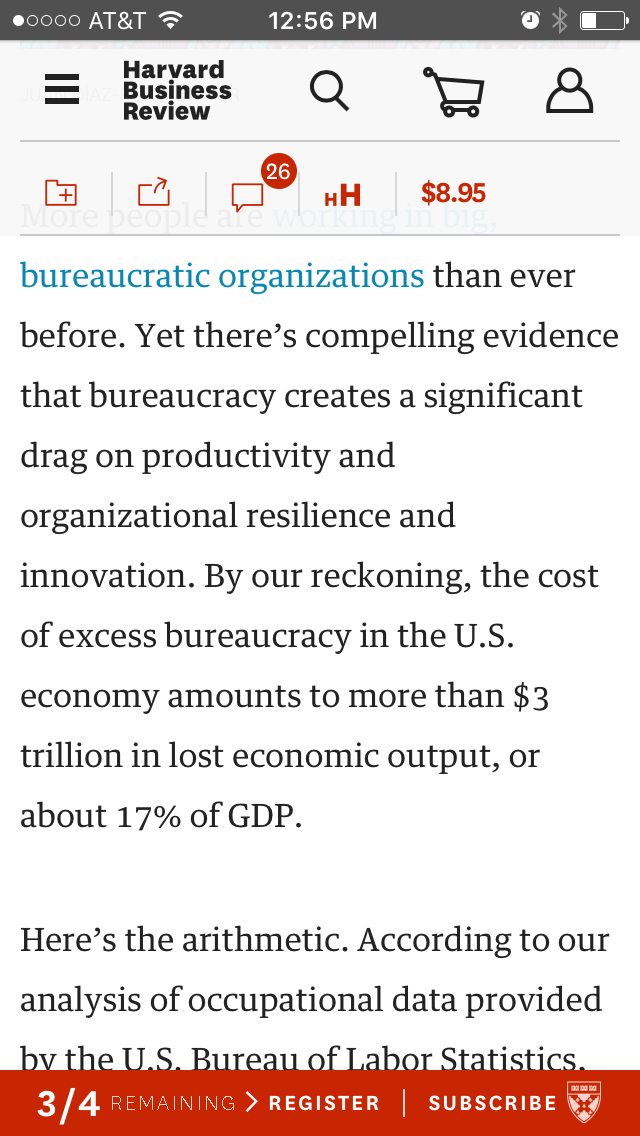 AT&T 12:56 PM
Harvard
Business
Review
26
HH $8.95
More people are working in big,
bureaucratic organizations than ever
before. Yet there’s compelling evidence
that bureaucracy creates a significant
drag on productivity and
organizational resilience and
innovation. By our reckoning, the cost
of excess bureaucracy in the U.S.
economy amounts to more than $3
trillion in lost economic output, or
about 17% of GDP.
Here’s the arithmetic. According to our
analysis of occupational data provided
by the U.S. Bureau of Labor Statistics,
3/4 REMAINING > REGISTER | SUBSCRIBE